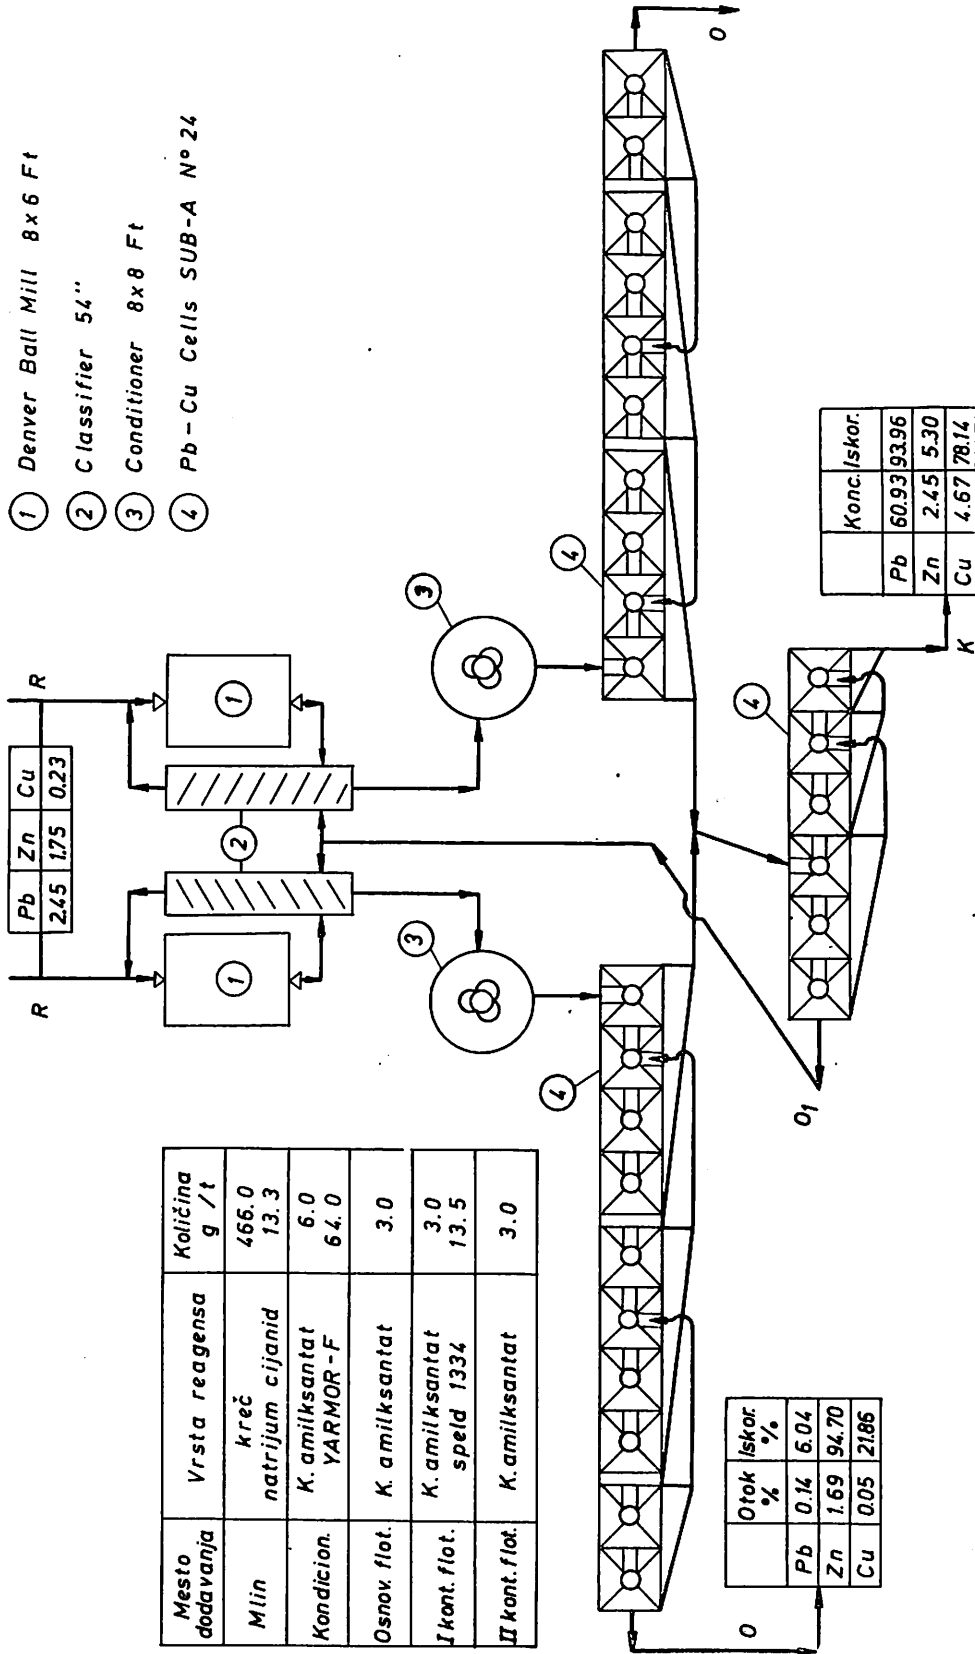 ① Denver Ball Mill 8x6 Ft
② Classifier 54"
③ Conditioner 8x8 Ft
④ Pb-Cu Cells SUB-A Nº 24
Pb Zn Cu
2.45 1.75 0.23
R
R
1
1
2
3
3
4
4
4
Mesto dodavanja
Vrsta reagensa
Količina g/t
Mlin
kreč 466.0
natrijum cijanid 13.3
Kondicion.
K. amilksantat 6.0
YARMOR-F 64.0
Osnov. flot. K. amilksantat 3.0
I kont. flot.
K. amilksantat 3.0
speld 1334 13.5
II kont. flot. K. amilksantat 3.0
O
O
O1
K
Otok % Iskor. %
Pb 0.14 6.04
Zn 1.69 94.70
Cu 0.05 21.86
Konc. Iskor.
Pb 60.93 93.96
Zn 2.45 5.30
Cu 4.67 78.14